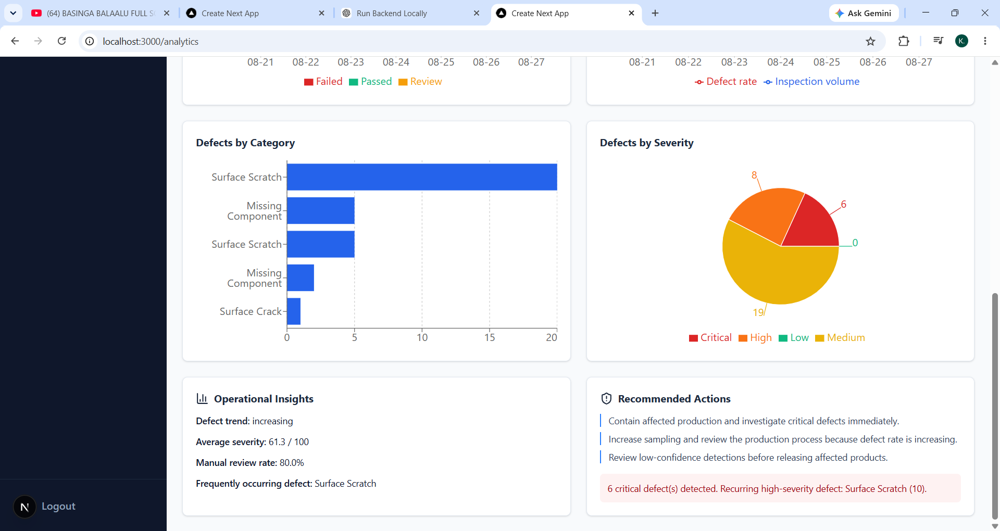 (64) BASINGA BALAALU FULL S
Create Next App
Run Backend Locally
Create Next App
Ask Gemini
localhost:3000/analytics
K.
08-21 08-22 08-23 08-24 08-25 08-26 08-27
Failed Passed Review
08-21 08-22 08-23 08-24 08-25 08-26 08-27
Defect rate Inspection volume
Defects by Category
Surface Scratch
Missing
Component
Surface Scratch
Missing
Component
Surface Crack
0 5 10 15 20
Defects by Severity
8
6
0
19
Critical High Low Medium
Operational Insights
Defect trend: increasing
Average severity: 61.3 / 100
Manual review rate: 80.0%
Frequently occurring defect: Surface Scratch
Recommended Actions
Contain affected production and investigate critical defects immediately.
Increase sampling and review the production process because defect rate is increasing.
Review low-confidence detections before releasing affected products.
6 critical defect(s) detected. Recurring high-severity defect: Surface Scratch (10).
N Logout